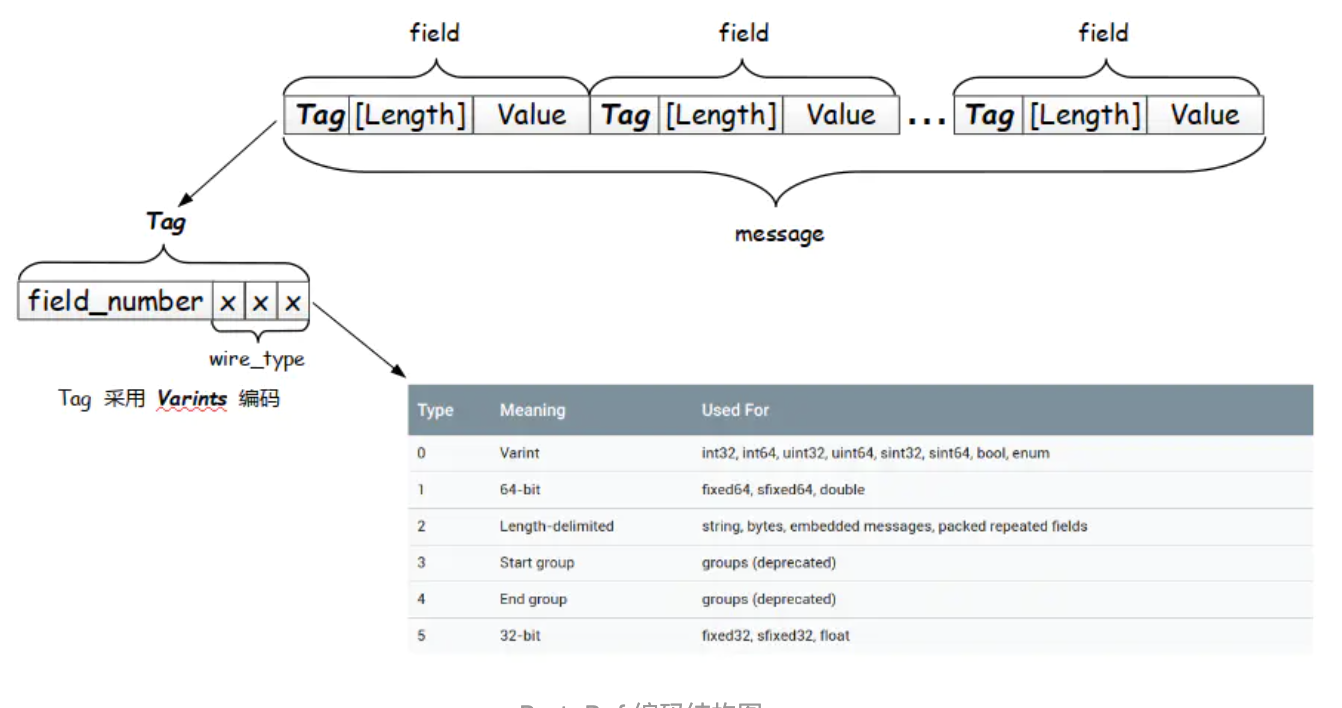 field field field
Tag [Length] Value Tag [Length] Value ... Tag [Length] Value
message
Tag
field_number x x x
wire_type
Tag 采用 Varints 编码
Type Meaning Used For
0 Varint int32, int64, uint32, uint64, sint32, sint64, bool, enum
1 64-bit fixed64, sfixed64, double
2 Length-delimited string, bytes, embedded messages, packed repeated fields
3 Start group groups (deprecated)
4 End group groups (deprecated)
5 32-bit fixed32, sfixed32, float